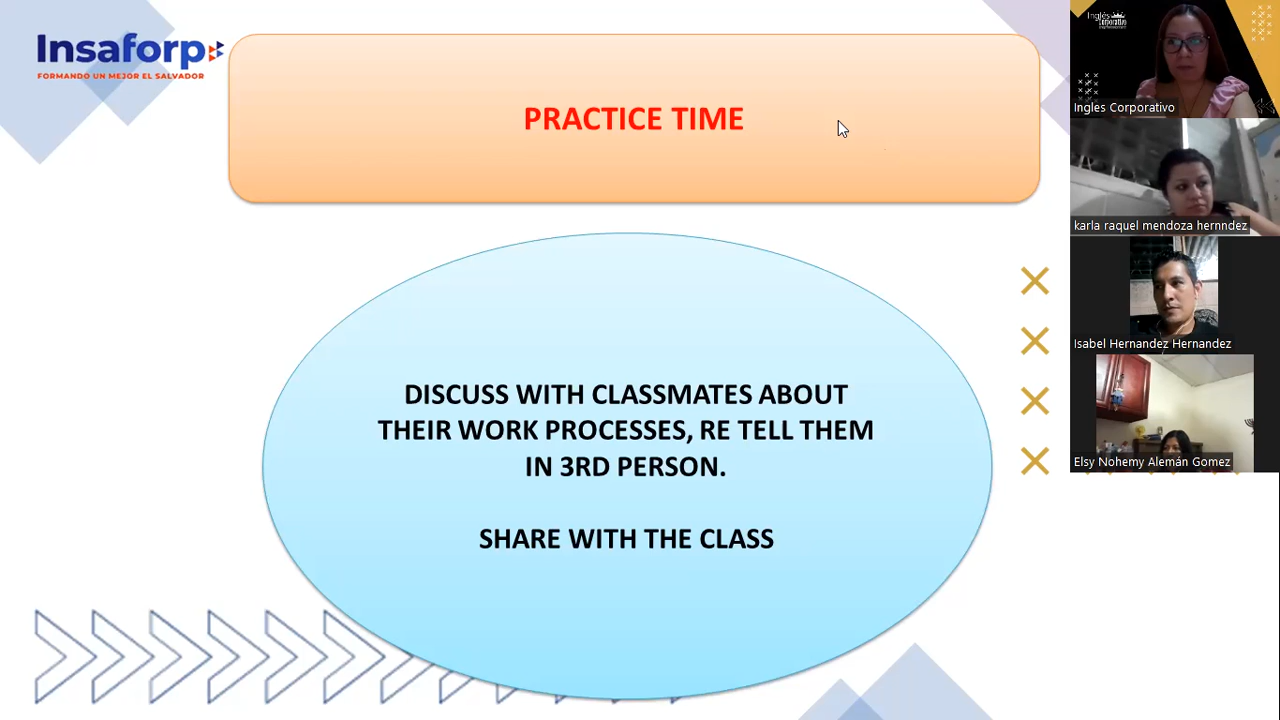 Insaforp
FORMANDO UN MEJOR EL SALVADOR
PRACTICE TIME
DISCUSS WITH CLASSMATES ABOUT
THEIR WORK PROCESSES, RE TELL THEM
IN 3RD PERSON.
SHARE WITH THE CLASS
Inglés
Corporativo
Ingles Corporativo
karla raquel mendoza hernndez
Isabel Hernandez Hernandez
Elsy Nohemy Alemán Gomez